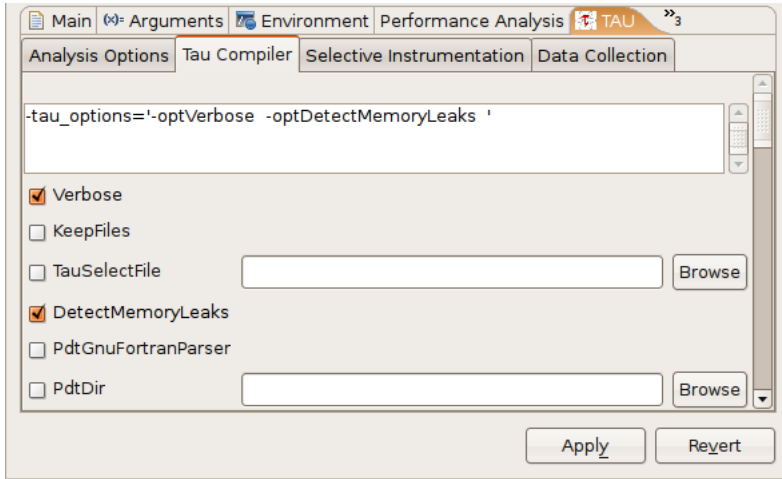 Main (x)= Arguments Environment Performance Analysis TAU »3
Analysis Options Tau Compiler Selective Instrumentation Data Collection
-tau_options='-optVerbose -optDetectMemoryLeaks '
Verbose
KeepFiles
TauSelectFile Browse
DetectMemoryLeaks
PdtGnuFortranParser
PdtDir Browse
Apply Revert